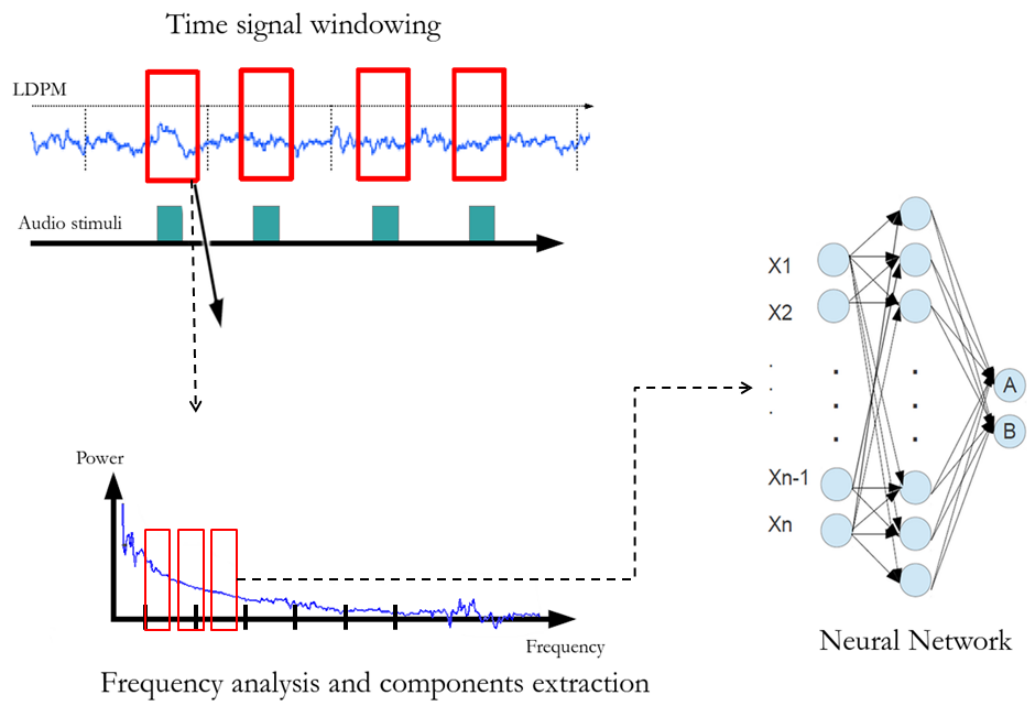 Time signal windowing
LDPM
Audio stimuli
X1
X2
A
B
Xn-1
Xn
Power
Frequency
Neural Network
Frequency analysis and components extraction